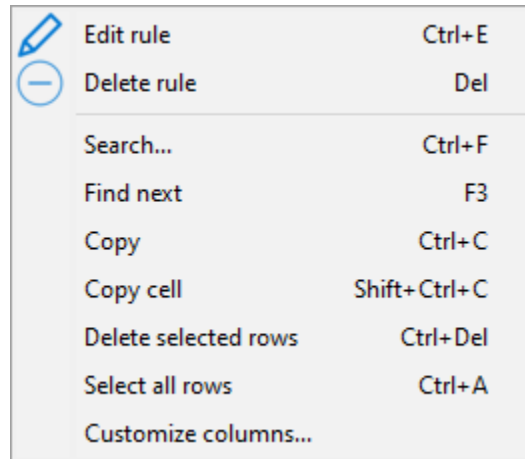 Edit rule Ctrl+E
Delete rule Del
Search... Ctrl+F
Find next F3
Copy Ctrl+C
Copy cell Shift+Ctrl+C
Delete selected rows Ctrl+Del
Select all rows Ctrl+A
Customize columns...